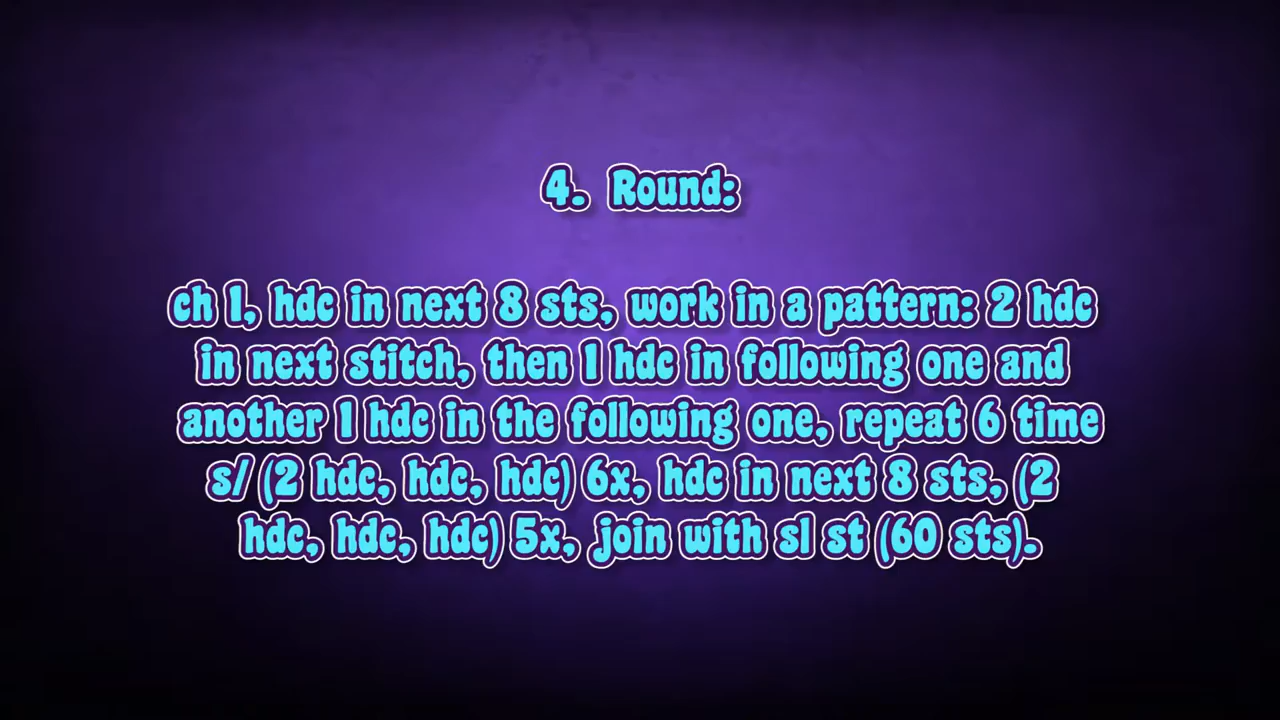 4. Round:
ch 1, hdc in next 8 sts, work in a pattern: 2 hdc
in next stitch, then 1 hdc in following one and
another 1 hdc in the following one, repeat 6 time
s/ (2 hdc, hdc, hdc) 6x, hdc in next 8 sts, (2
hdc, hdc, hdc) 5x, join with sl st (60 sts).